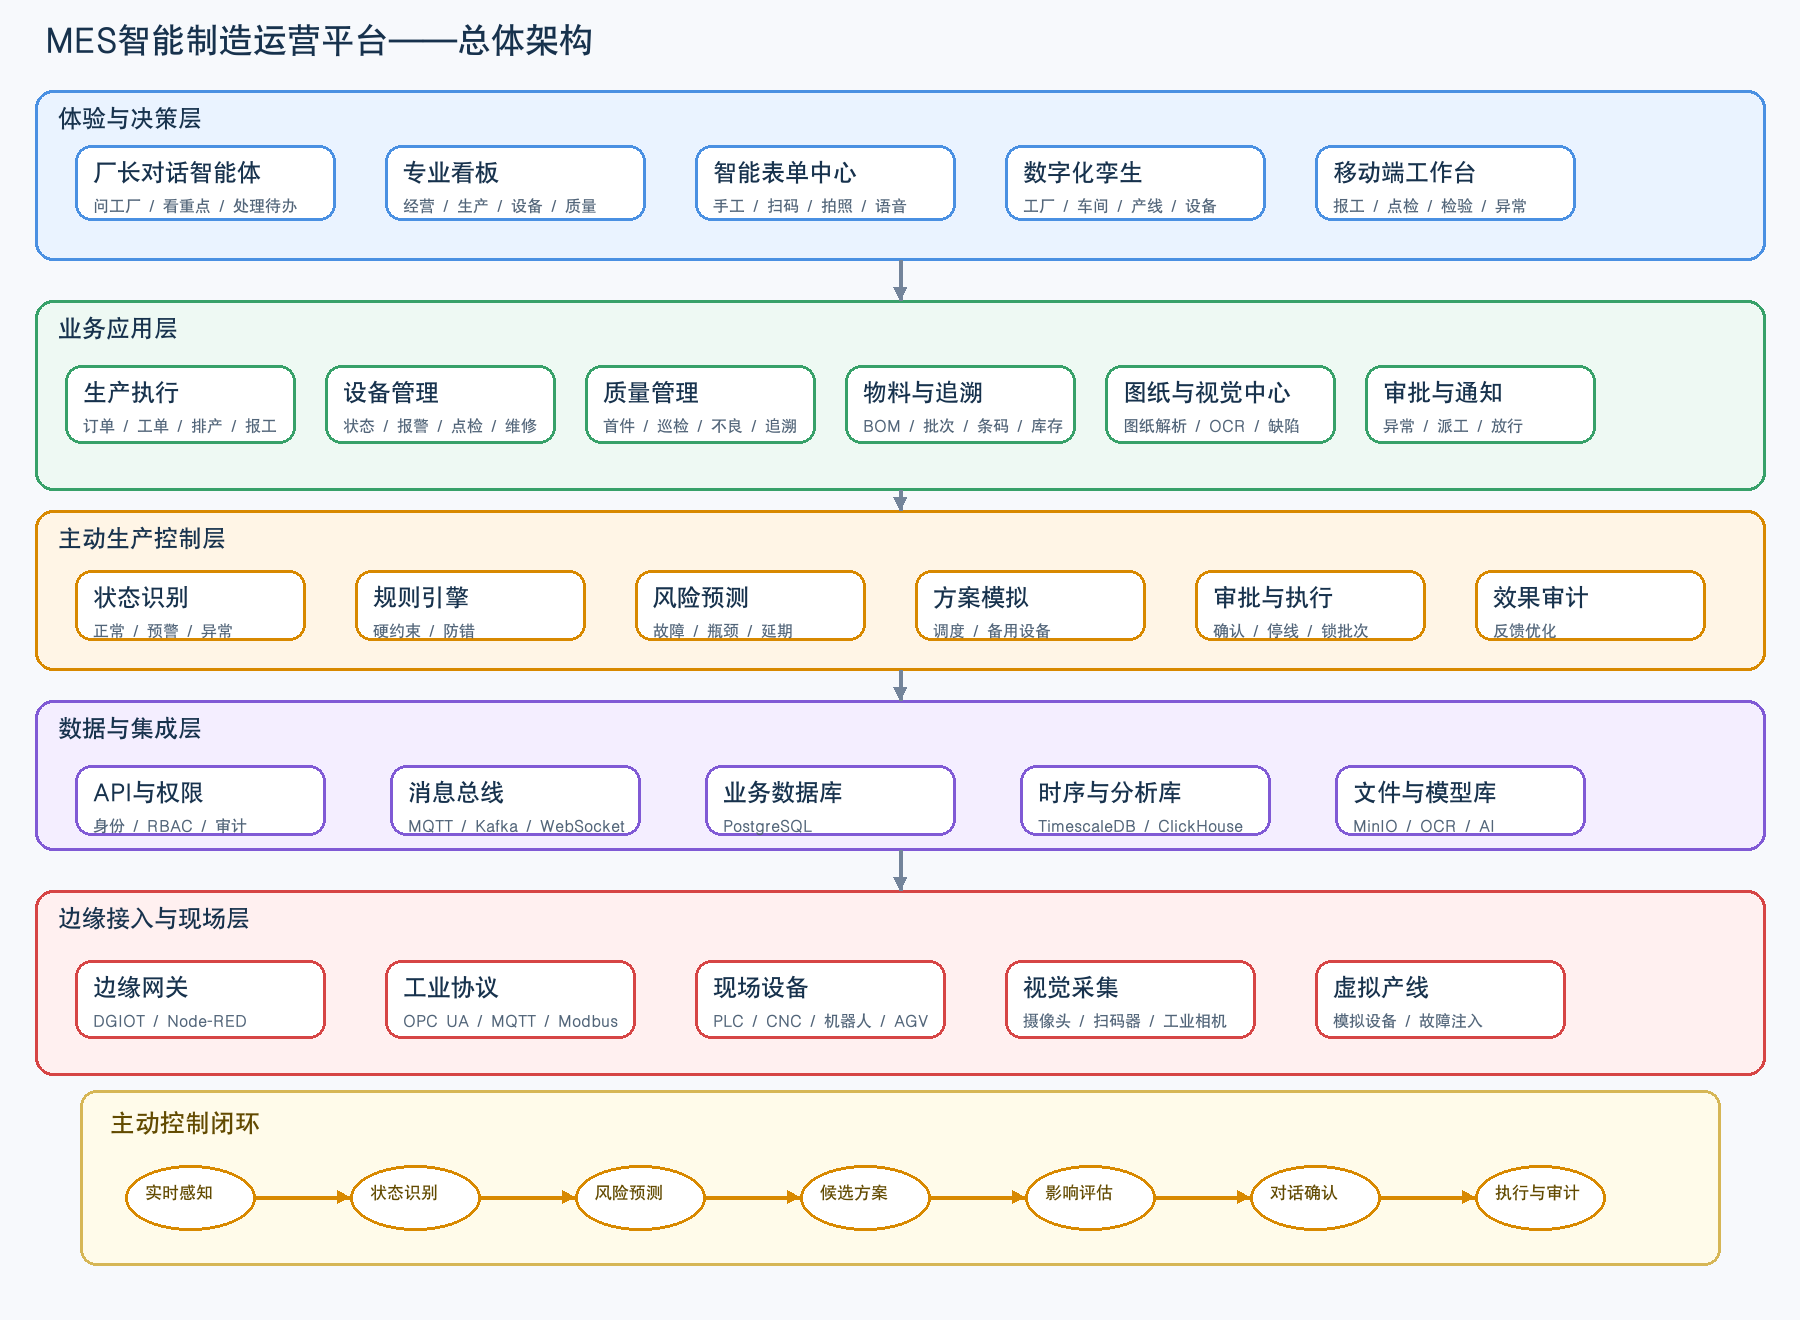 MES智能制造运营平台——总体架构
体验与决策层
厂长对话智能体
问工厂 / 看重点 / 处理待办
专业看板
经营 / 生产 / 设备 / 质量
智能表单中心
手工 / 扫码 / 拍照 / 语音
数字化孪生
工厂 / 车间 / 产线 / 设备
移动端工作台
报工 / 点检 / 检验 / 异常
业务应用层
生产执行
订单 / 工单 / 排产 / 报工
设备管理
状态 / 报警 / 点检 / 维修
质量管理
首件 / 巡检 / 不良 / 追溯
物料与追溯
BOM / 批次 / 条码 / 库存
图纸与视觉中心
图纸解析 / OCR / 缺陷
审批与通知
异常 / 派工 / 放行
主动生产控制层
状态识别
正常 / 预警 / 异常
规则引擎
硬约束 / 防错
风险预测
故障 / 瓶颈 / 延期
方案模拟
调度 / 备用设备
审批与执行
确认 / 停线 / 锁批次
效果审计
反馈优化
数据与集成层
API与权限
身份 / RBAC / 审计
消息总线
MQTT / Kafka / WebSocket
业务数据库
PostgreSQL
时序与分析库
TimescaleDB / ClickHouse
文件与模型库
MinIO / OCR / AI
边缘接入与现场层
边缘网关
DGIOT / Node-RED
工业协议
OPC UA / MQTT / Modbus
现场设备
PLC / CNC / 机器人 / AGV
视觉采集
摄像头 / 扫码器 / 工业相机
虚拟产线
模拟设备 / 故障注入
主动控制闭环
实时感知
状态识别
风险预测
候选方案
影响评估
对话确认
执行与审计